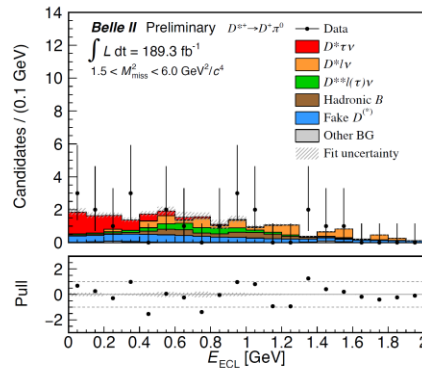 Belle II Preliminary D*+→D+π0
∫ L dt = 189.3 fb-1
1.5 < M2miss < 6.0 GeV2/c4
Data
D*τν
D*lν
D**l(τ)ν
Hadronic B
Fake D(*)
Other BG
Fit uncertainty
Candidates / (0.1 GeV)
14
12
10
8
6
4
2
0
Pull
2
0
−2
0 0.2 0.4 0.6 0.8 1 1.2 1.4 1.6 1.8 2
EECL [GeV]